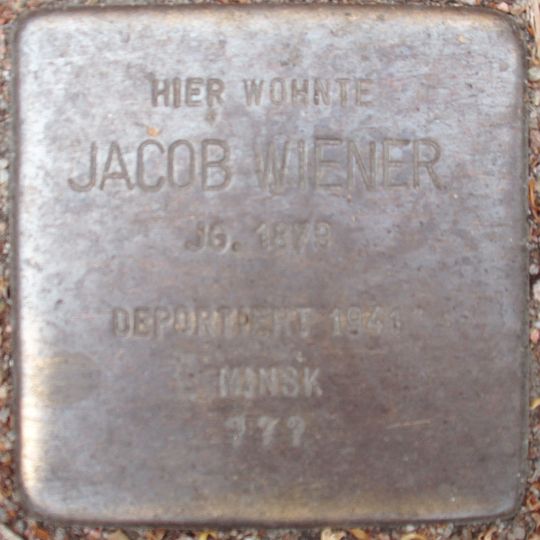 HIER WOHNTE
JACOB WIENER
JG. 1879
DEPORTIERT 1941
MINSK
???